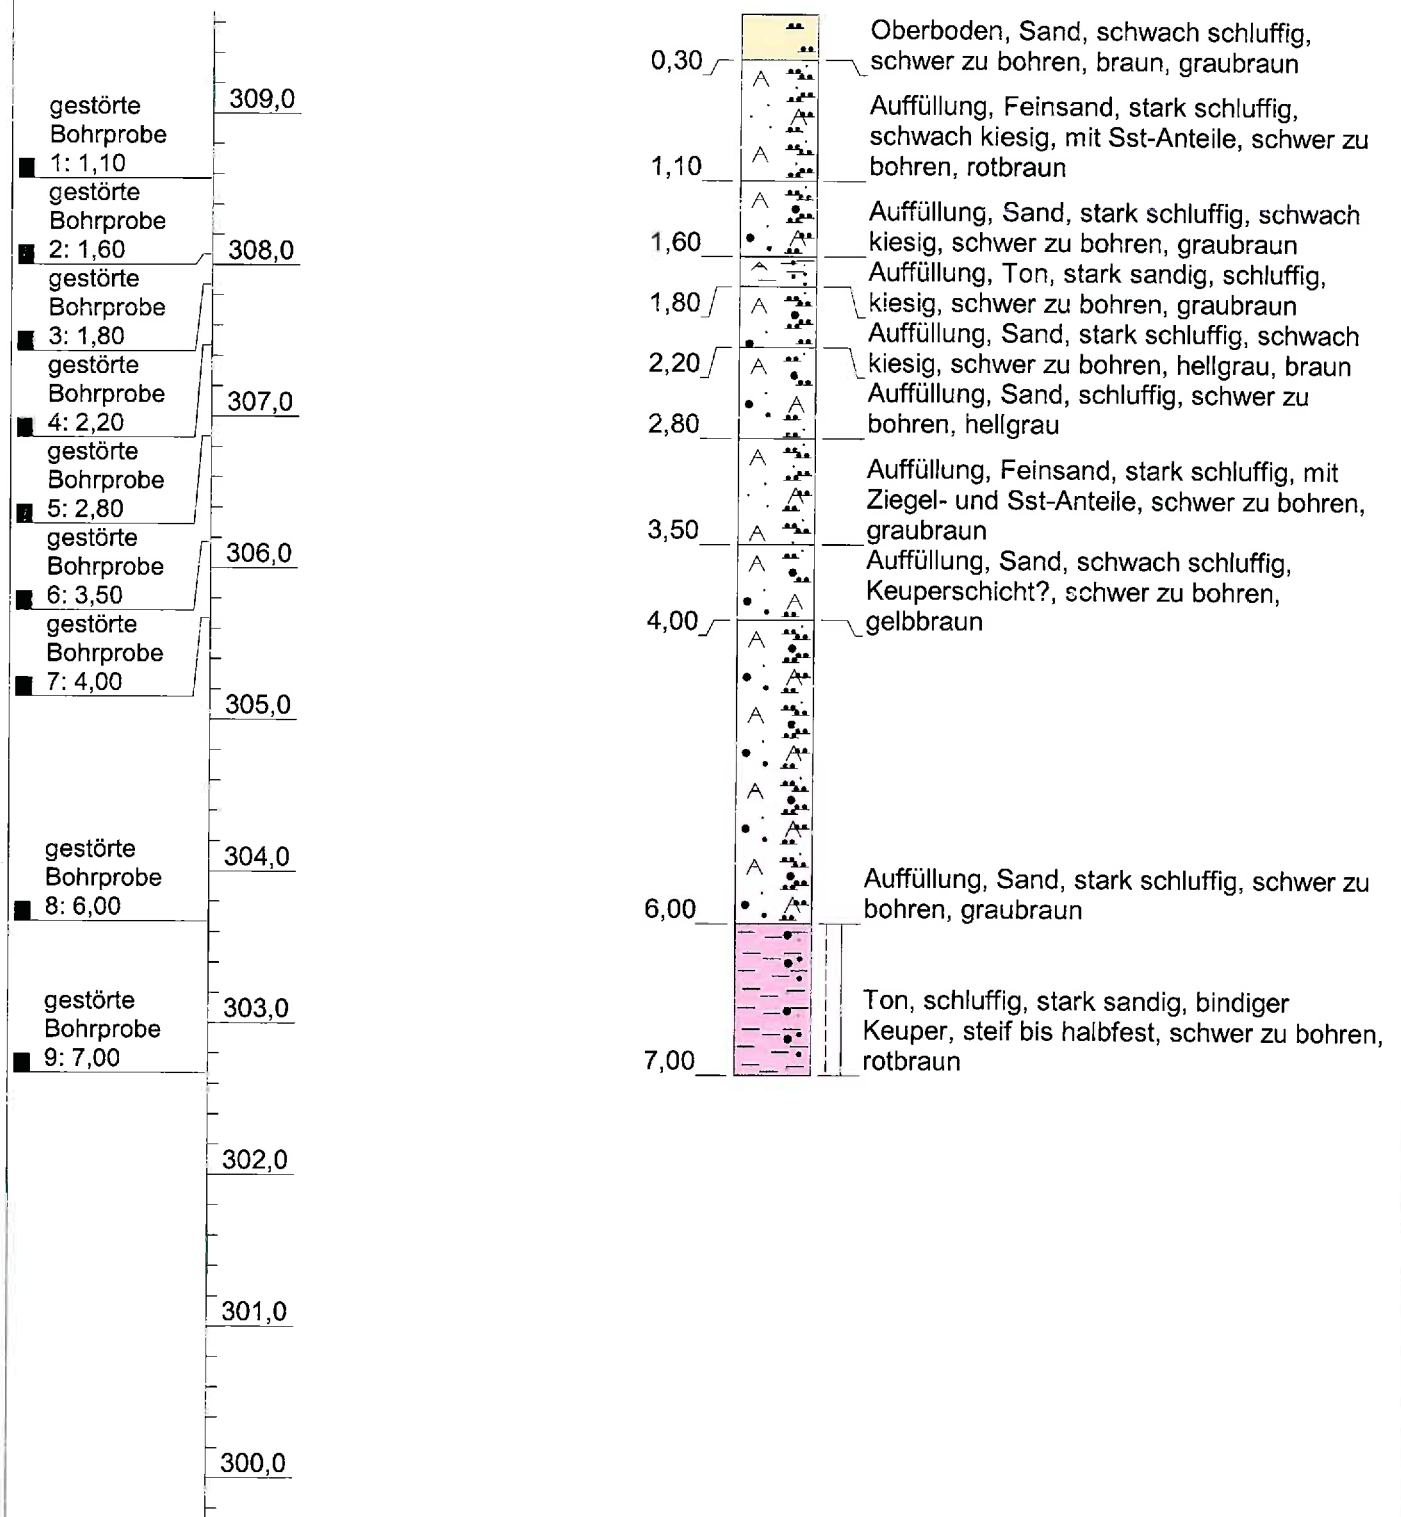 gestörte
Bohrprobe
1: 1,10
gestörte
Bohrprobe
2: 1,60
gestörte
Bohrprobe
3: 1,80
gestörte
Bohrprobe
4: 2,20
gestörte
Bohrprobe
5: 2,80
gestörte
Bohrprobe
6: 3,50
gestörte
Bohrprobe
7: 4,00
gestörte
Bohrprobe
8: 6,00
gestörte
Bohrprobe
9: 7,00
309,0
308,0
307,0
306,0
305,0
304,0
303,0
302,0
301,0
300,0
0,30
Oberboden, Sand, schwach schluffig,
schwer zu bohren, braun, graubraun
1,10
Auffüllung, Feinsand, stark schluffig,
schwach kiesig, mit Sst-Anteile, schwer zu
bohren, rotbraun
1,60
Auffüllung, Sand, stark schluffig, schwach
kiesig, schwer zu bohren, graubraun
1,80
Auffüllung, Ton, stark sandig, schluffig,
kiesig, schwer zu bohren, graubraun
2,20
Auffüllung, Sand, stark schluffig, schwach
kiesig, schwer zu bohren, hellgrau, braun
2,80
Auffüllung, Sand, schluffig, schwer zu
bohren, hellgrau
3,50
Auffüllung, Feinsand, stark schluffig, mit
Ziegel- und Sst-Anteile, schwer zu bohren,
graubraun
4,00
Auffüllung, Sand, schwach schluffig,
Keuperschicht?, schwer zu bohren,
gelbbraun
6,00
Auffüllung, Sand, stark schluffig, schwer zu
bohren, graubraun
7,00
Ton, schluffig, stark sandig, bindiger
Keuper, steif bis halbfest, schwer zu bohren,
rotbraun